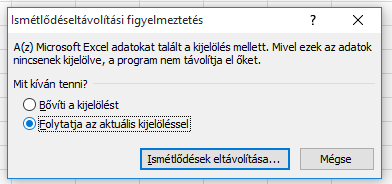 Ismétlődéseltávolítási figyelmeztetés
A(z) Microsoft Excel adatokat talált a kijelölés mellett. Mivel ezek az adatok
nincsenek kijelölve, a program nem távolítja el őket.
Mit kíván tenni?
Bővíti a kijelölést
Folytatja az aktuális kijelöléssel
Ismétlődések eltávolítása...
Mégse